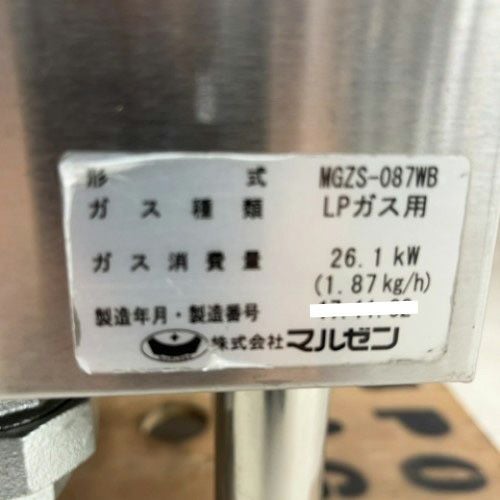 形 式 MGZS-087WB
ガス種類 LPガス用
ガス消費量 26.1kW
(1.87kg/h)
製造年月・製造番号
株式会社マルゼン